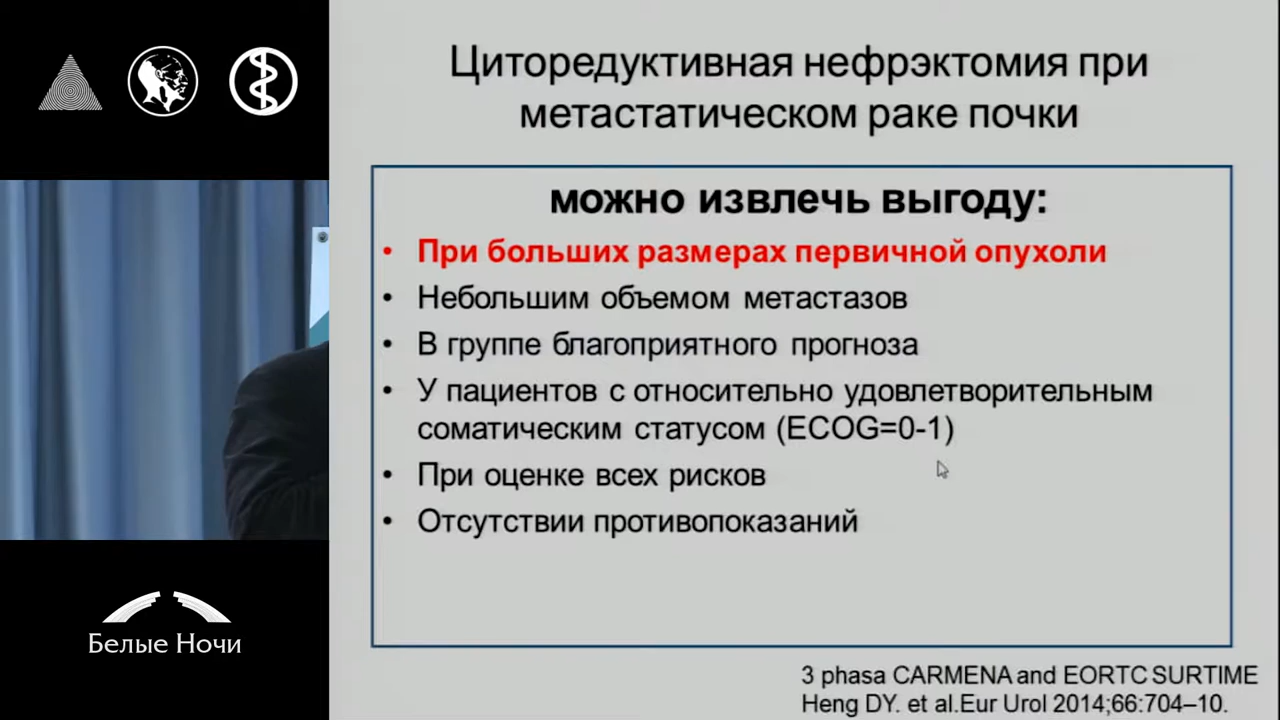 Циторедуктивная нефрэктомия при
метастатическом раке почки
можно извлечь выгоду:
• При больших размерах первичной опухоли
• Небольшим объемом метастазов
• В группе благоприятного прогноза
• У пациентов с относительно удовлетворительным
соматическим статусом (ECOG=0-1)
• При оценке всех рисков
• Отсутствии противопоказаний
3 phasa CARMENA and EORTC SURTIME
Heng DY. et al.Eur Urol 2014;66:704–10.
Белые Ночи